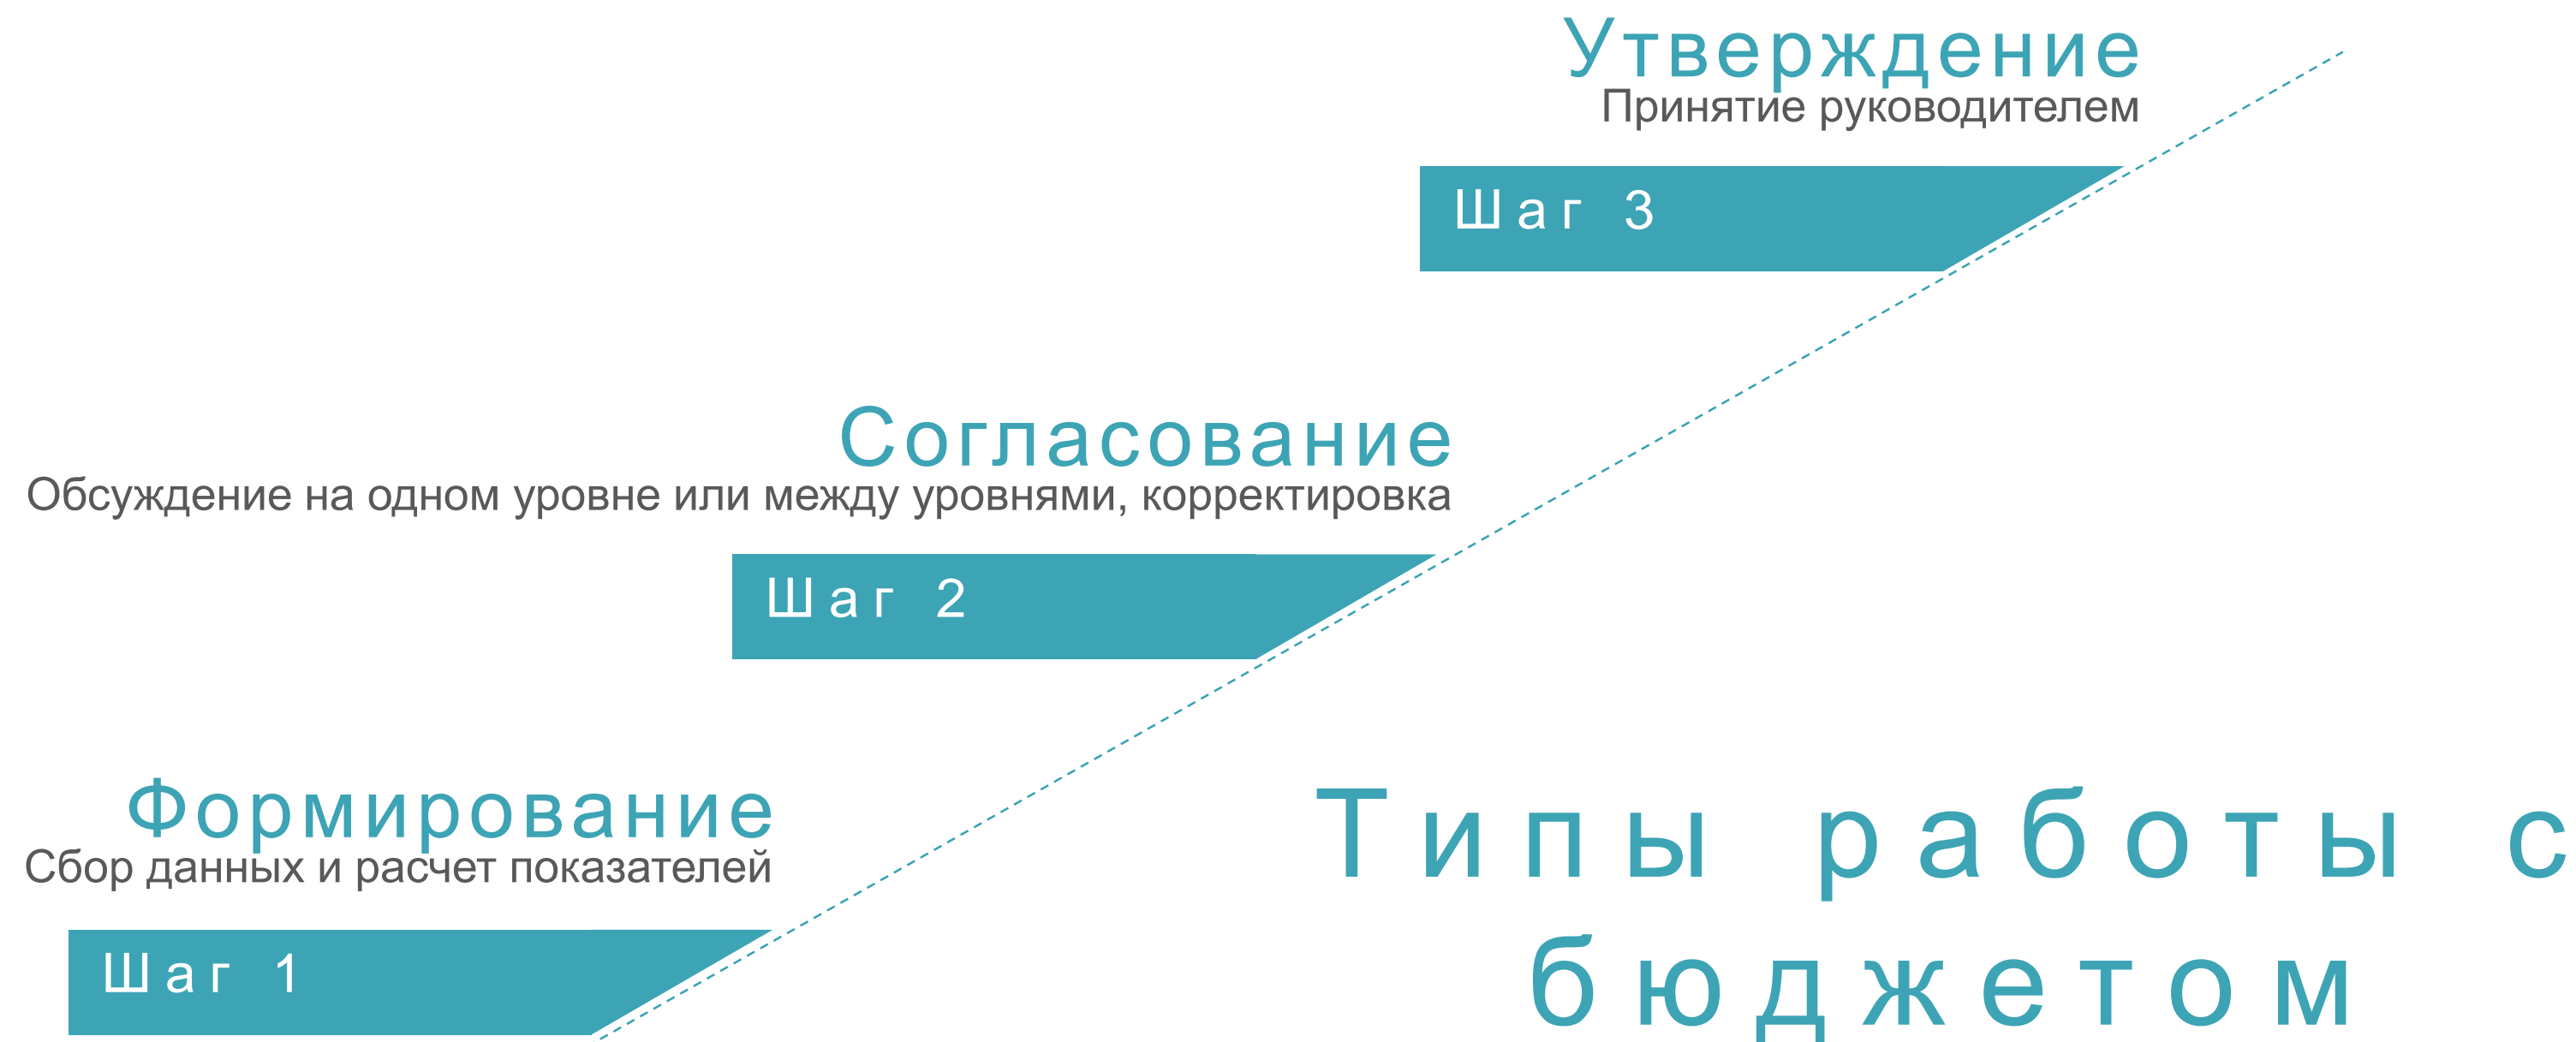 Утверждение
Принятие руководителем
Шаг 3
Согласование
Обсуждение на одном уровне или между уровнями, корректировка
Шаг 2
Формирование
Сбор данных и расчет показателей
Шаг 1
Типы работы с
бюджетом